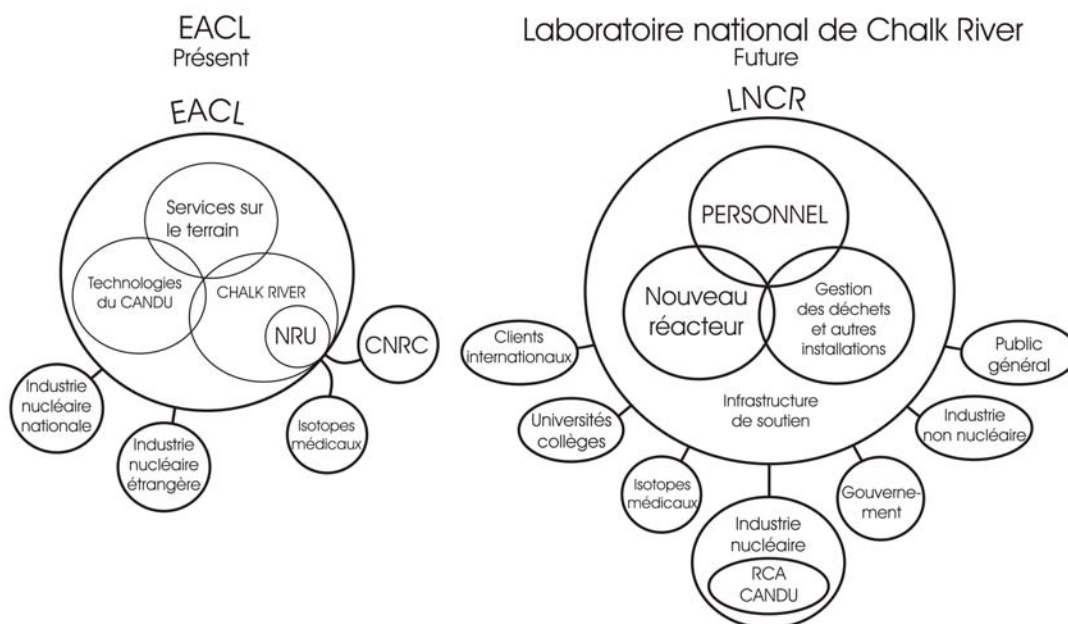 EACL
Présent
EACL
Services sur
le terrain
Technologies
du CANDU
CHALK RIVER
NRU
CNRC
Industrie
nucléaire
nationale
Industrie
nucléaire
étrangère
Isotopes
médicaux
Laboratoire national de Chalk River
Future
LNCR
PERSONNEL
Nouveau
réacteur
Gestion
des déchets
et autres
installations
Infrastructure
de soutien
Clients
internationaux
Universités
collèges
Isotopes
médicaux
Industrie
nucléaire
RCA
CANDU
Gouverne-
ment
Industrie
non nucléaire
Public
général